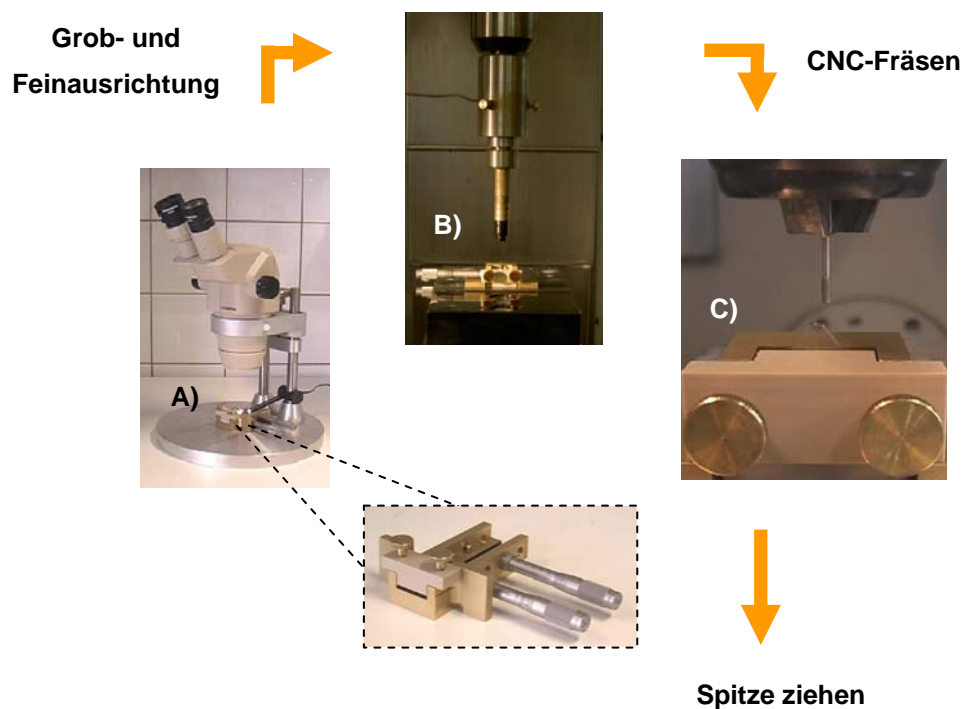 Grob- und
Feinausrichtung
CNC-Fräsen
B)
C)
A)
Spitze ziehen